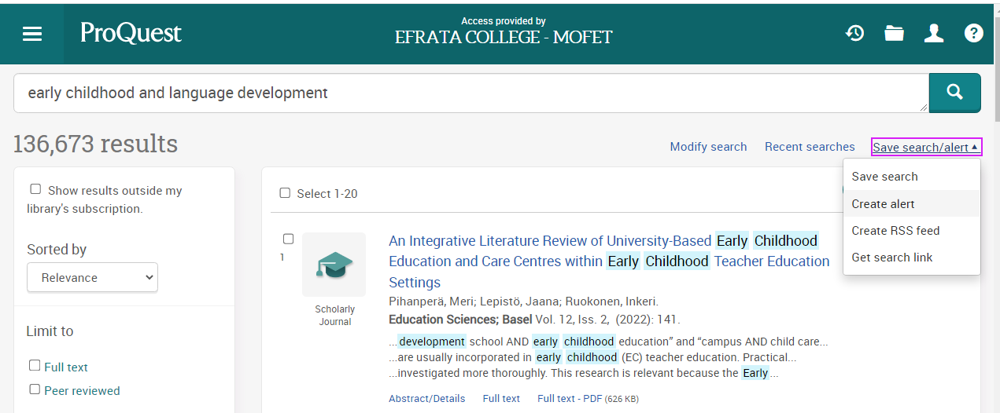 Access provided by
ProQuest
EFRATA COLLEGE - MOFET
?
early childhood and language development
136,673 results
Modify search Recent searches Save search/alert
Save search
Create alert
Create RSS feed
Get search link
Show results outside my
library's subscription.
Sorted by
Relevance
Limit to
Full text
Peer reviewed
Select 1-20
1
Scholarly
Journal
An Integrative Literature Review of University-Based Early Childhood
Education and Care Centres within Early Childhood Teacher Education
Settings
Pihanperä, Meri; Lepistö, Jaana; Ruokonen, Inkeri.
Education Sciences; Basel Vol. 12, Iss. 2, (2022): 141.
...development school AND early childhood education” and “campus AND child care...
...are usually incorporated in early childhood (EC) teacher education. Practical...
...investigated more thoroughly. This research is relevant because the Early...
Abstract/Details Full text Full text - PDF (626 KB)